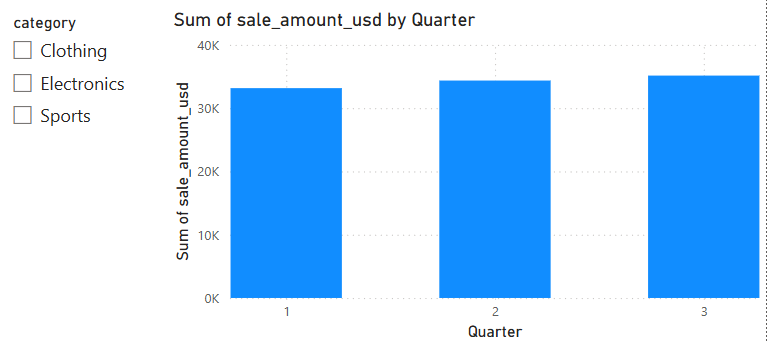 category
Clothing
Electronics
Sports
Sum of sale_amount_usd by Quarter
Sum of sale_amount_usd
40K
30K
20K
10K
0K
1
2
3
Quarter